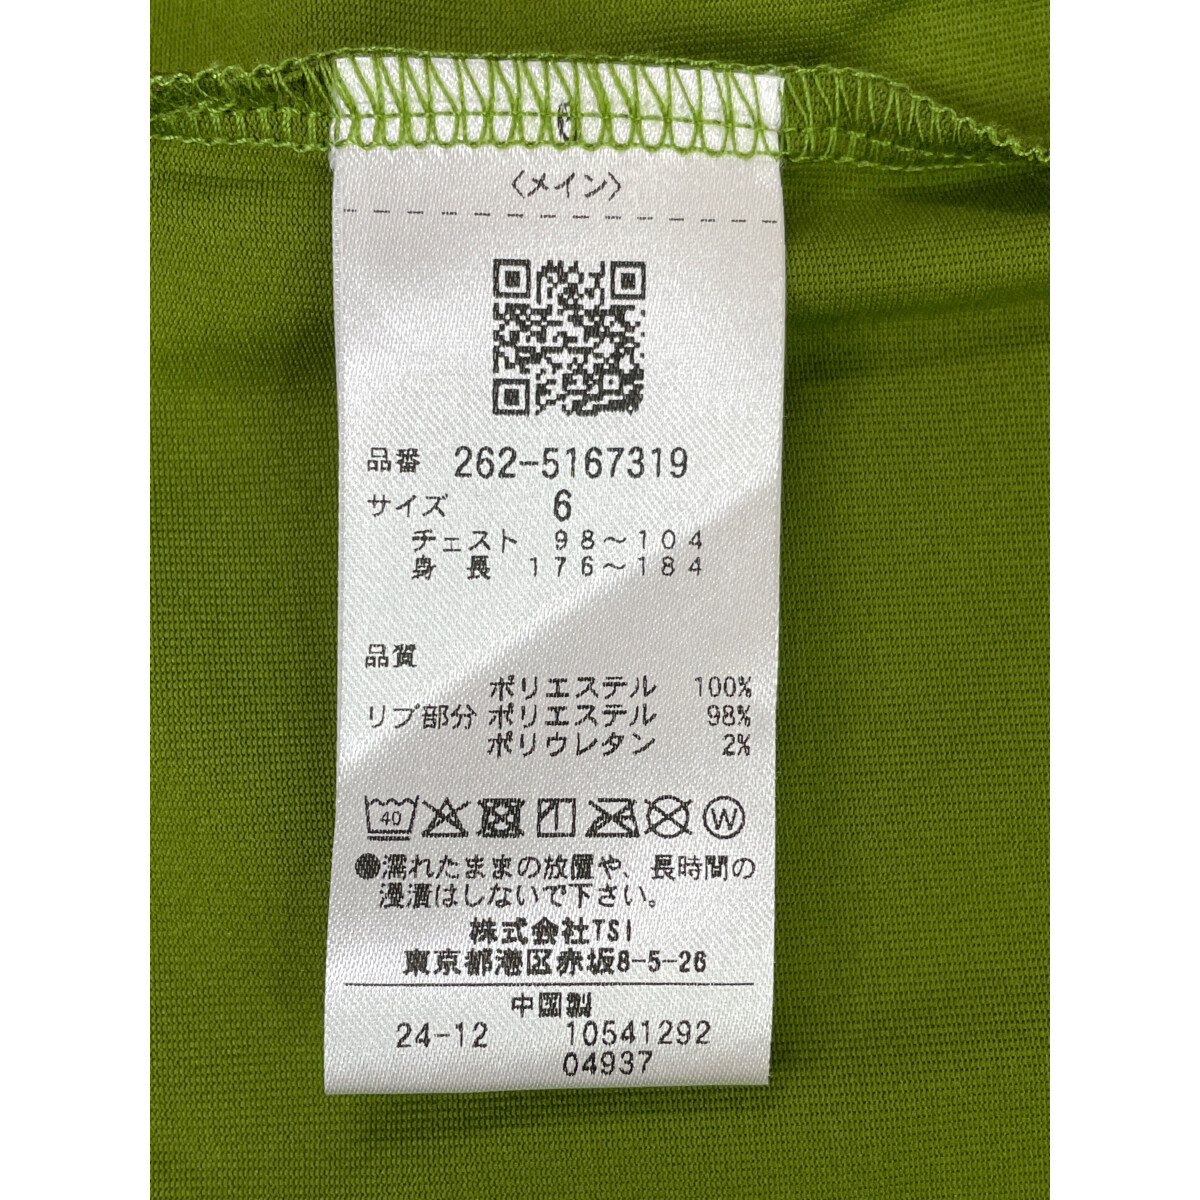 〈メイン〉
品番 262-5167319
サイズ 6
チェスト 98～104
身長 176～184
品質
ポリエステル 100%
リブ部分 ポリエステル 98%
ポリウレタン 2%
40 W
●濡れたままの放置や、長時間の
浸漬はしないで下さい。
株式会社TSI
東京都港区赤坂8-5-26
中国製
24-12 10541292
04937